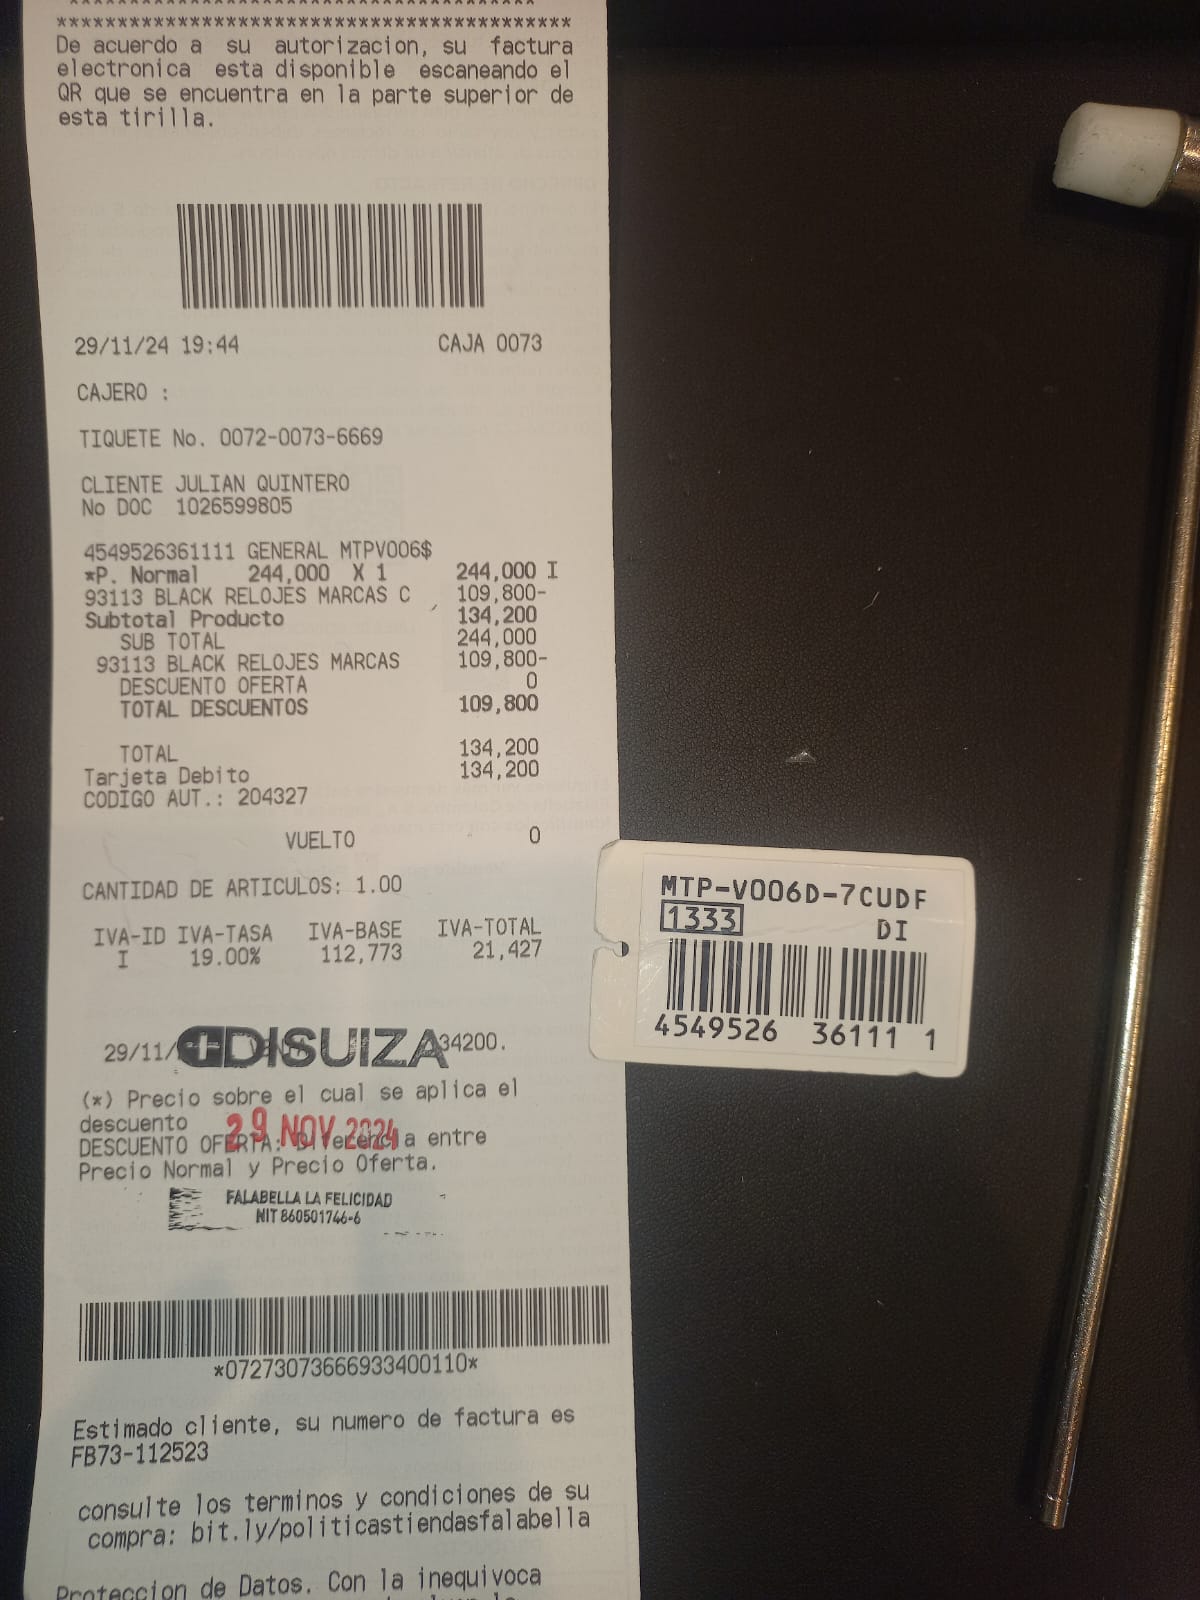 ****************************************
******************************************
De acuerdo a su autorizacion, su factura
electronica esta disponible escaneando el
QR que se encuentra en la parte superior de
esta tirilla.
29/11/24 19:44 CAJA 0073
CAJERO :
TIQUETE No. 0072-0073-6669
CLIENTE JULIAN QUINTERO
No DOC 1026599805
4549526361111 GENERAL MTPV006$
*P. Normal 244,000 X 1 244,000 I
93113 BLACK RELOJES MARCAS C 109,800-
Subtotal Producto 134,200
SUB TOTAL 244,000
93113 BLACK RELOJES MARCAS 109,800-
DESCUENTO OFERTA 0
TOTAL DESCUENTOS 109,800
TOTAL 134,200
Tarjeta Debito 134,200
CODIGO AUT.: 204327
VUELTO 0
CANTIDAD DE ARTICULOS: 1.00
IVA-ID IVA-TASA IVA-BASE IVA-TOTAL
I 19.00% 112,773 21,427
29/11/ DISUIZA 34200.
(*) Precio sobre el cual se aplica el
descuento
29 NOV 2024
DESCUENTO OFERTA: Diferencia entre
Precio Normal y Precio Oferta.
FALABELLA LA FELICIDAD
NIT 860501746-6
*07273073666933400110*
Estimado cliente, su numero de factura es
FB73-112523
consulte los terminos y condiciones de su
compra: bit.ly/politicastiendasfalabella
Proteccion de Datos. Con la inequivoca
MTP-V006D-7CUDF
1333 DI
4549526 36111 1